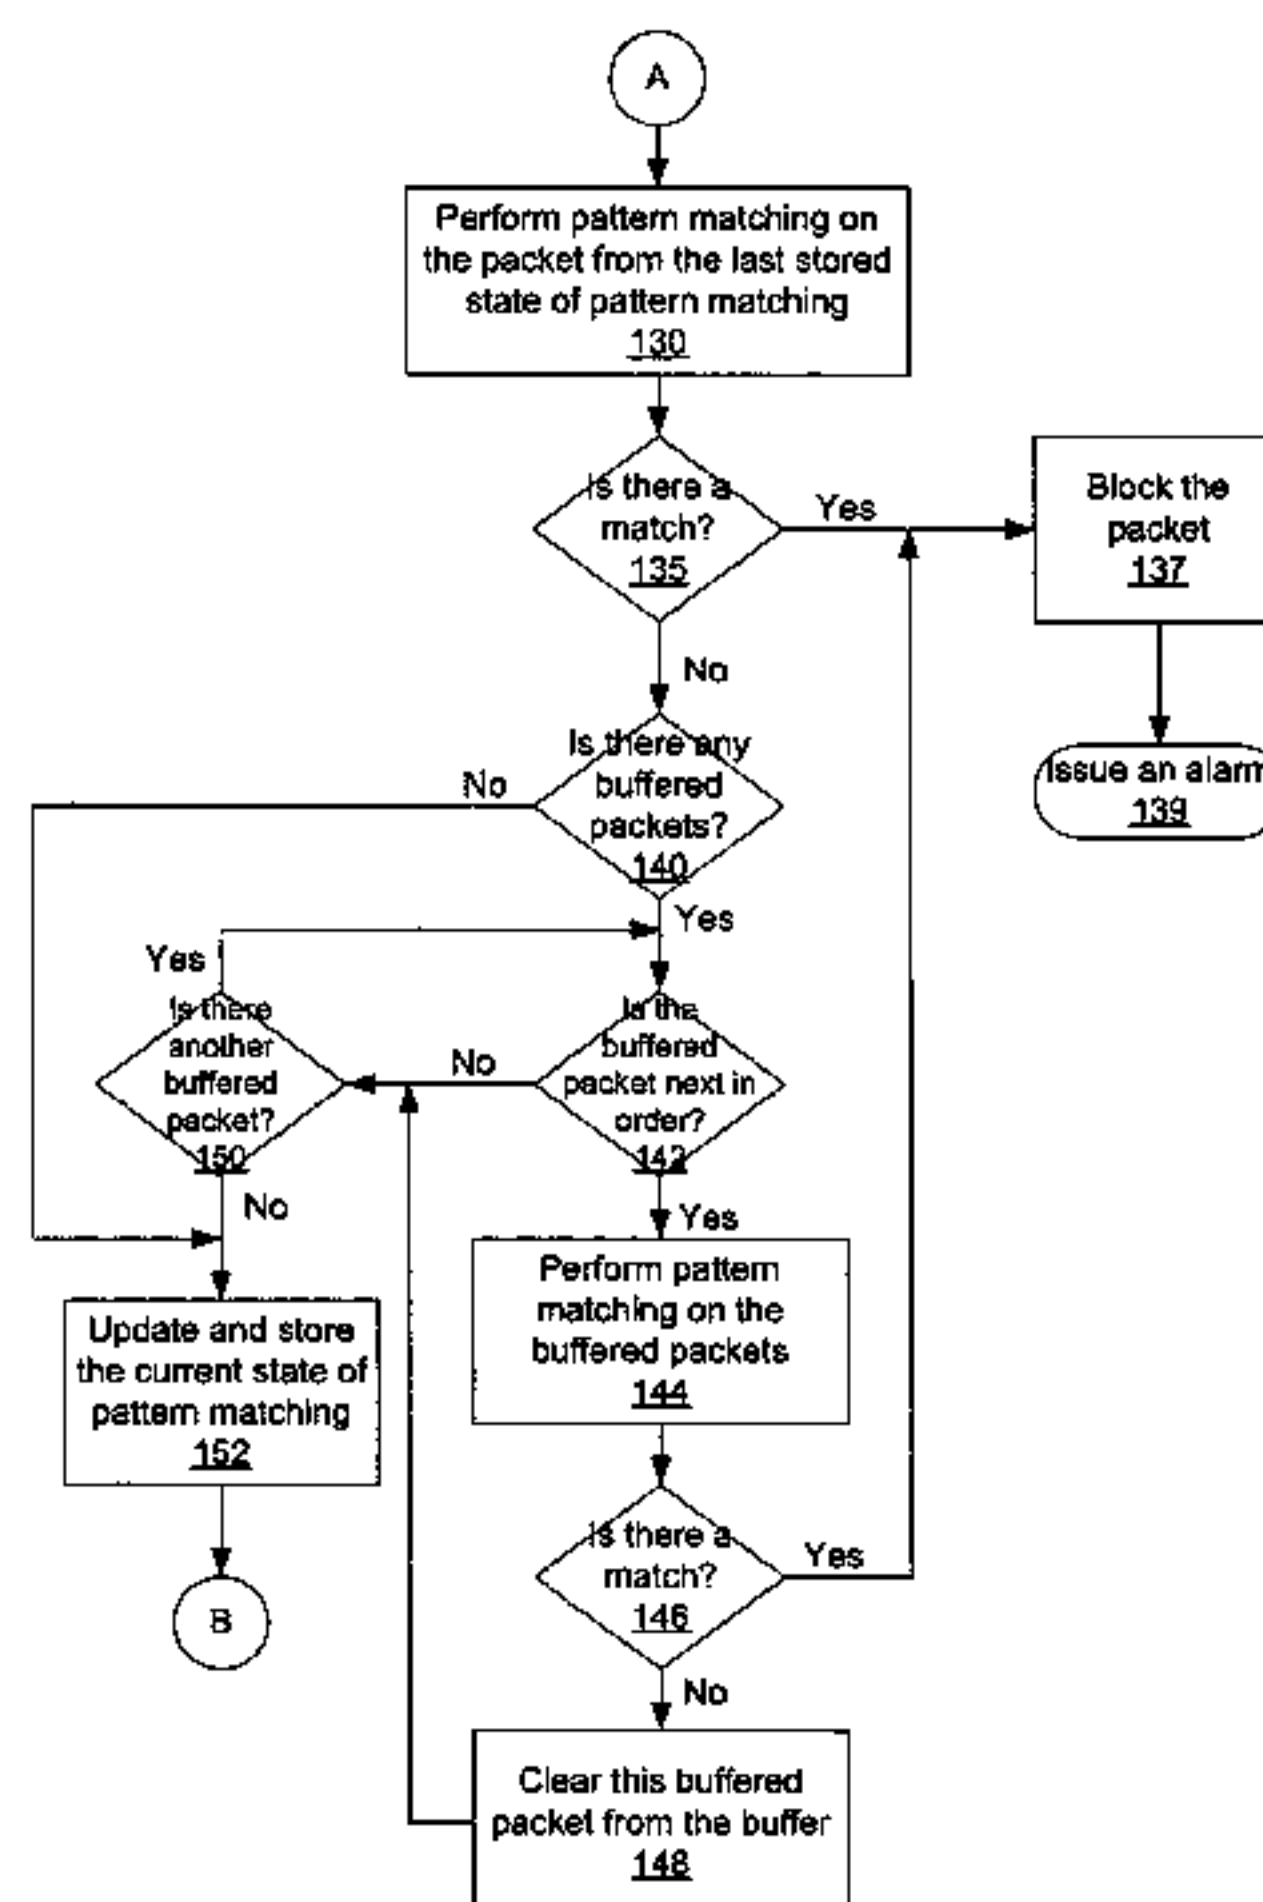 A
Perform pattern matching on
the packet from the last stored
state of pattern matching
130
Is there a
match?
135
Yes
Block the
packet
137
No
Issue an alarm
139
Is there any
buffered
packets?
140
No
Yes
Yes
Is there
another
buffered
packet?
150
No
Is the
buffered
packet next in
order?
142
No
Yes
Perform pattern
matching on the
buffered packets
144
Update and store
the current state of
pattern matching
152
Is there a
match?
146
Yes
B
No
Clear this buffered
packet from the buffer
148